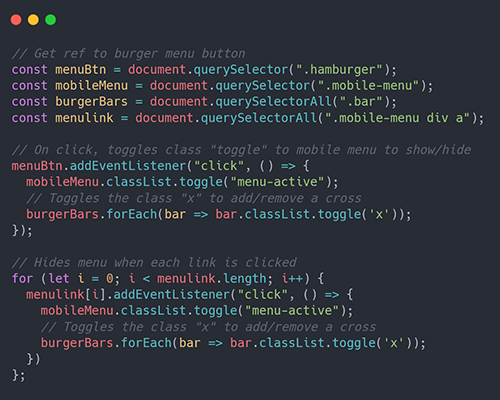 // Get ref to burger menu button
const menuBtn = document.querySelector(".hamburger");
const mobileMenu = document.querySelector(".mobile-menu");
const burgerBars = document.querySelectorAll(".bar");
const menulink = document.querySelectorAll(".mobile-menu div a");
// On click, toggles class "toggle" to mobile menu to show/hide
menuBtn.addEventListener("click", () => {
  mobileMenu.classList.toggle("menu-active");
  // Toggles the class "x" to add/remove a cross
  burgerBars.forEach(bar => bar.classList.toggle('x'));
});
// Hides menu when each link is clicked
for (let i = 0; i < menulink.length; i++) {
  menulink[i].addEventListener("click", () => {
    mobileMenu.classList.toggle("menu-active");
    // Toggles the class "x" to add/remove a cross
    burgerBars.forEach(bar => bar.classList.toggle('x'));
  })
};